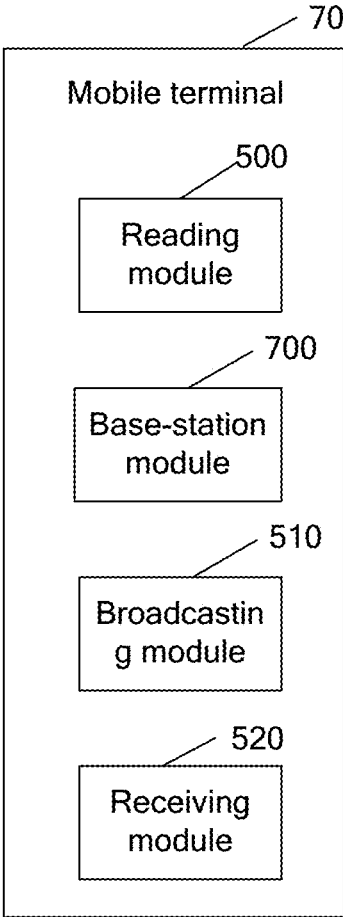 70
Mobile terminal
500
Reading
module
700
Base-station
module
510
Broadcastin
g module
520
Receiving
module